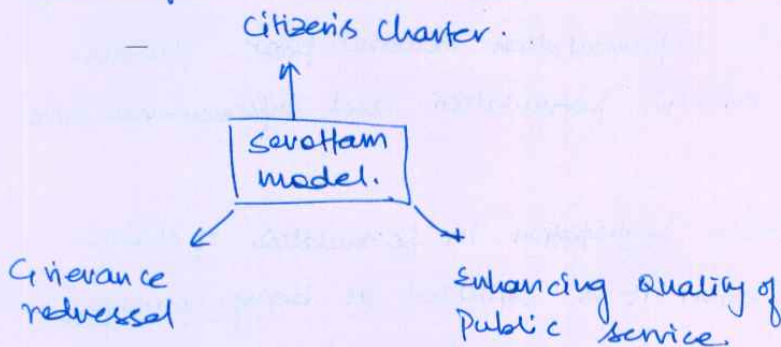 Citizen's Charter.
Sevottam
model.
Grievance
redressal
Enhancing Quality of
Public service.